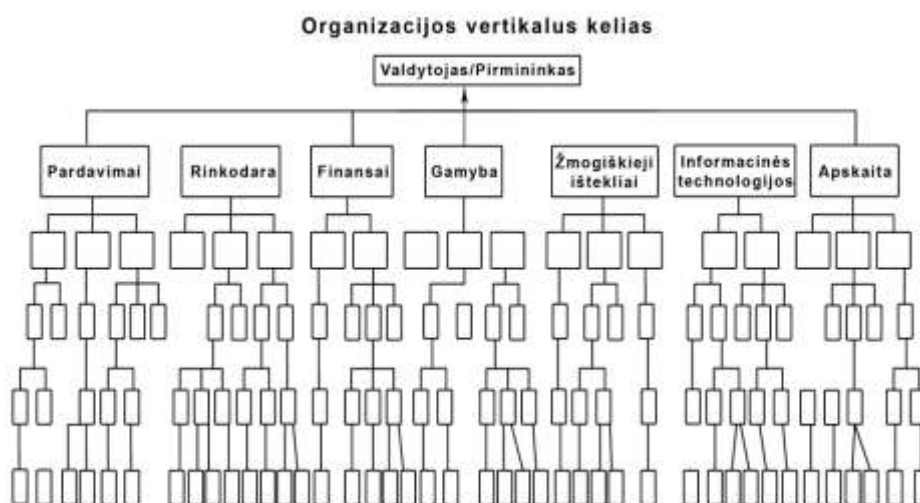 Organizacijos vertikalus kelias
Valdytojas/Pirmininkas
Pardavimai
Rinkodara
Finansai
Gamyba
Žmogiškieji
ištekliai
Informacinės
technologijos
Apskaita